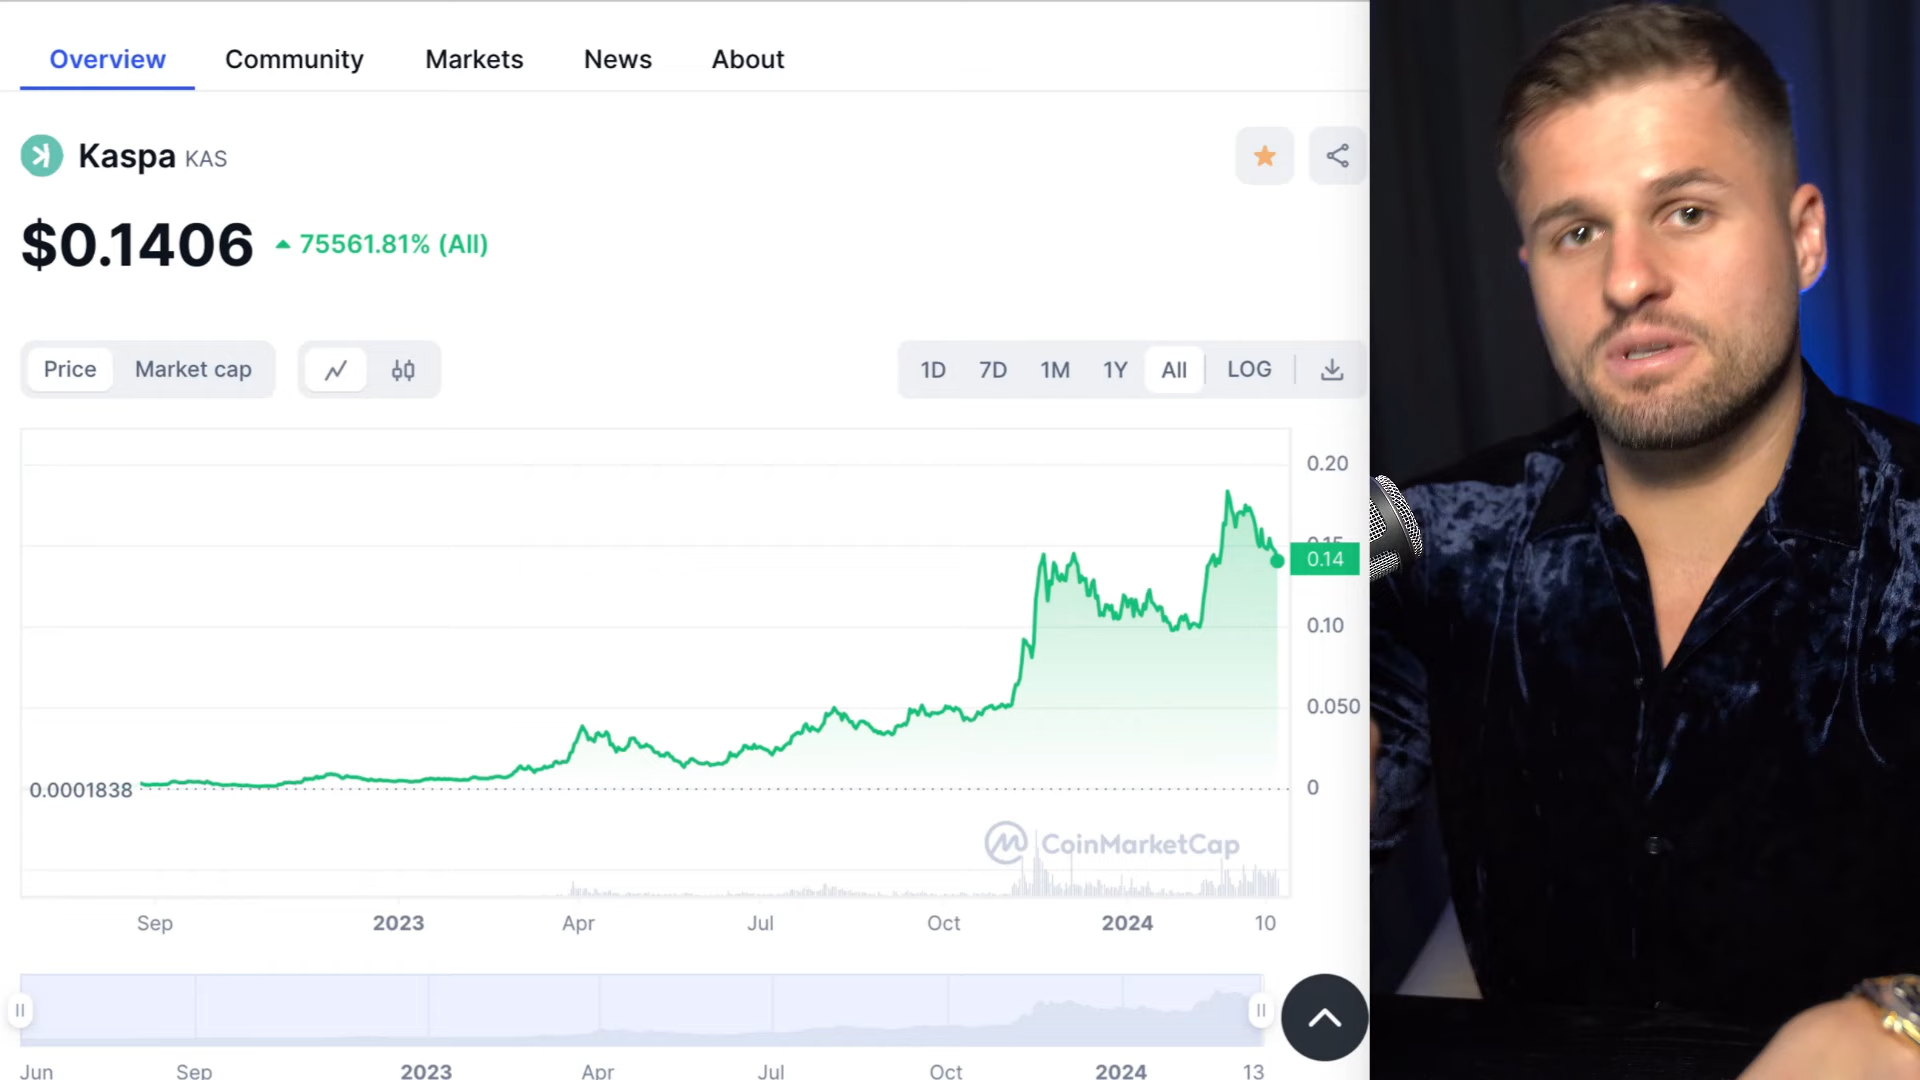 Overview Community Markets News About
Kaspa KAS
$0.1406 75561.81% (All)
Price Market cap 1D 7D 1M 1Y All LOG
0.20
0.15
0.14
0.10
0.050
0.0001838 0
CoinMarketCap
Sep 2023 Apr Jul Oct 2024 10
Jun Sep 2023 Apr Jul Oct 2024 13